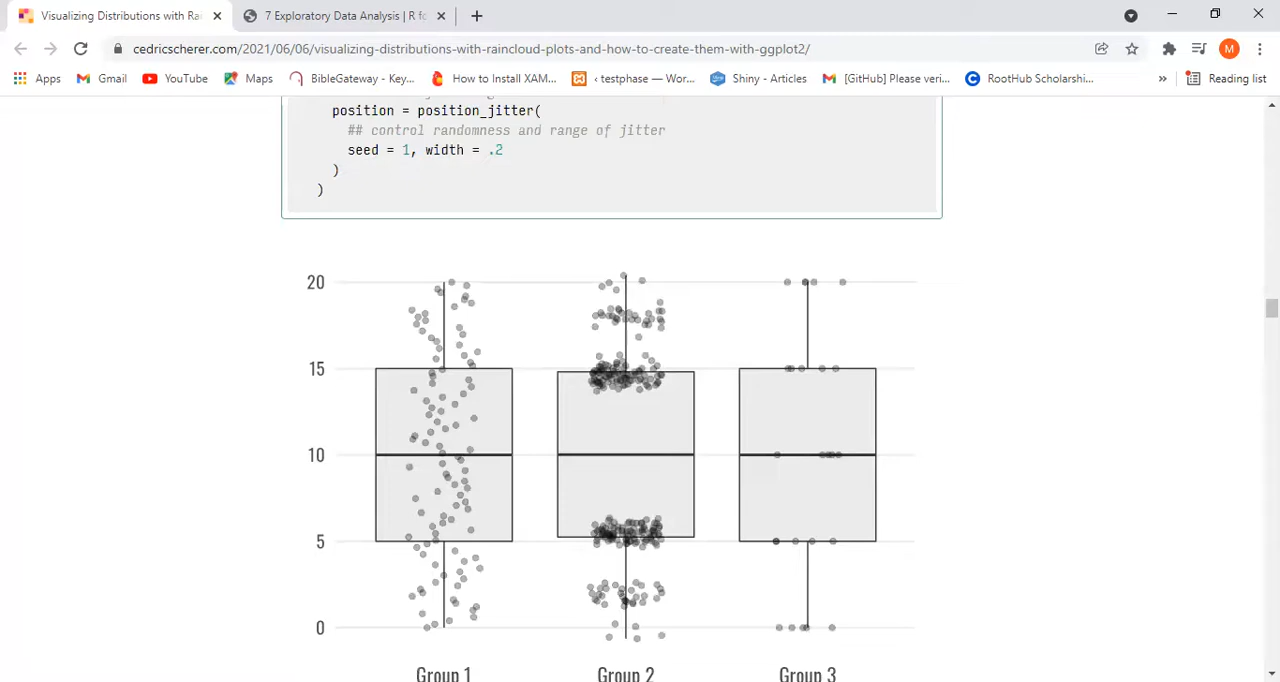 Visualizing Distributions with Ra
7 Exploratory Data Analysis | R fo
cedricscherer.com/2021/06/06/visualizing-distributions-with-raincloud-plots-and-how-to-create-them-with-ggplot2/
M
Apps
Gmail
YouTube
Maps
BibleGateway - Key...
How to Install XAM...
‹ testphase — Wor...
Shiny - Articles
[GitHub] Please veri...
RootHub Scholarshi...
»
Reading list
position = position_jitter(
## control randomness and range of jitter
seed = 1, width = .2
)
)
20
15
10
5
0
Group 1
Group 2
Group 3